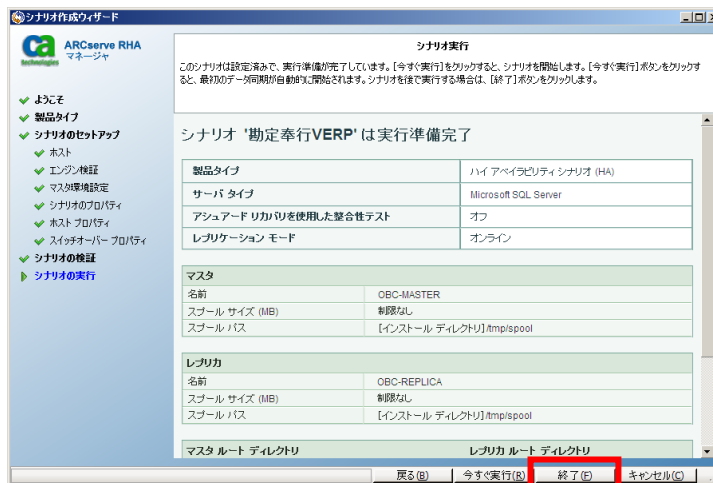 シナリオ作成ウィザード
ca
technologies
ARCserve RHA
マネージャ
ようこそ
製品タイプ
シナリオのセットアップ
ホスト
エンジン検証
マスタ環境設定
シナリオのプロパティ
ホスト プロパティ
スイッチオーバー プロパティ
シナリオの検証
シナリオの実行
シナリオ実行
このシナリオは設定済みで、実行準備が完了しています。[今すぐ実行]をクリックすると、シナリオを開始します。[今すぐ実行]ボタンをクリックす
ると、最初のデータ同期が自動的に開始されます。シナリオを後で実行する場合は、[終了]ボタンをクリックします。
シナリオ '勘定奉行VERP' は実行準備完了
製品タイプ ハイ アベイラビリティ シナリオ (HA)
サーバ タイプ Microsoft SQL Server
アシュアード リカバリを使用した整合性テスト オフ
レプリケーション モード オンライン
マスタ
名前 OBC-MASTER
スプール サイズ (MB) 制限なし
スプール パス [インストール ディレクトリ]/tmp/spool
レプリカ
名前 OBC-REPLICA
スプール サイズ (MB) 制限なし
スプール パス [インストール ディレクトリ]/tmp/spool
マスタ ルート ディレクトリ レプリカ ルート ディレクトリ
戻る(B) 今すぐ実行(R) 終了(F) キャンセル(C)